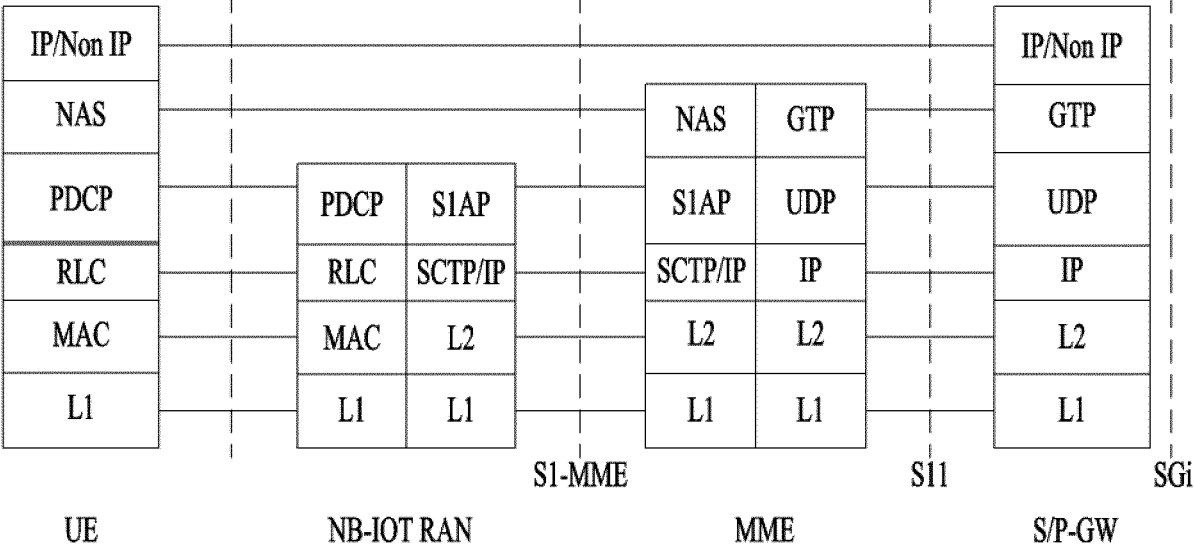 IP/Non IP IP/Non IP
NAS NAS GTP GTP
PDCP PDCP S1AP S1AP UDP UDP
RLC RLC SCTP/IP SCTP/IP IP IP
MAC MAC L2 L2 L2 L2
L1 L1 L1 L1 L1 L1
S1-MME S11 SGi
UE NB-IOT RAN MME S/P-GW